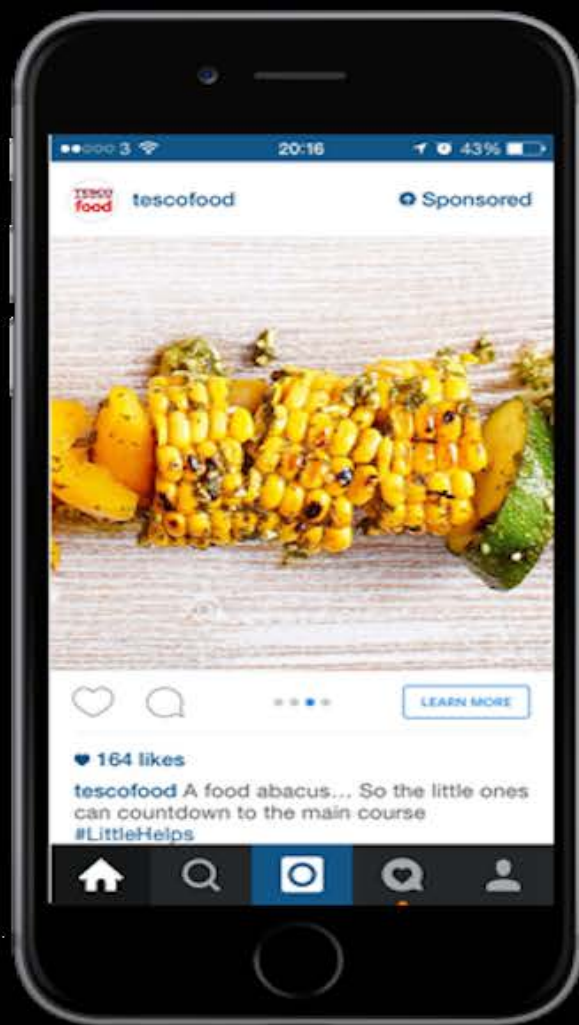 3 20:16 43%
TESCO
food
tescofood Sponsored
LEARN MORE
164 likes
tescofood A food abacus... So the little ones
can countdown to the main course
#LittleHelps